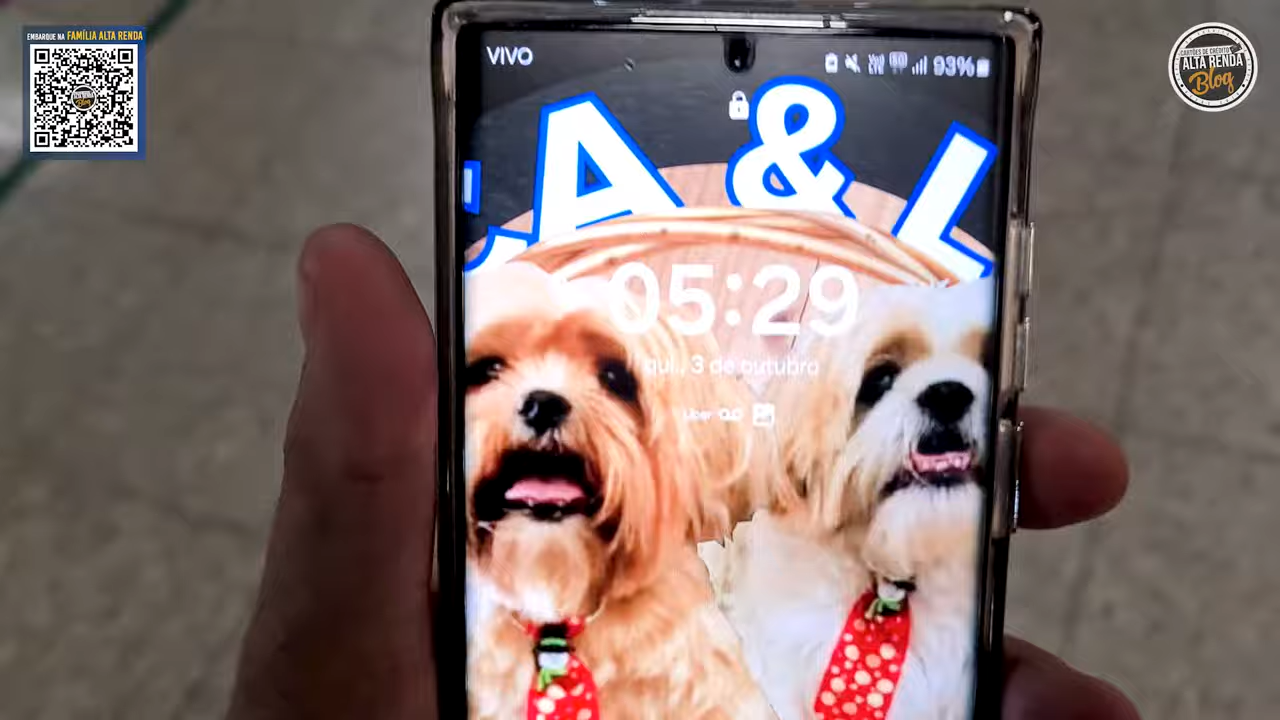 EMBARQUE NA FAMÍLIA ALTA RENDA
CARTÕES DE CRÉDITO
ALTA RENDA
Blog
VIVO
93%
A & L
05:29
qui., 3 de outubro
Uber